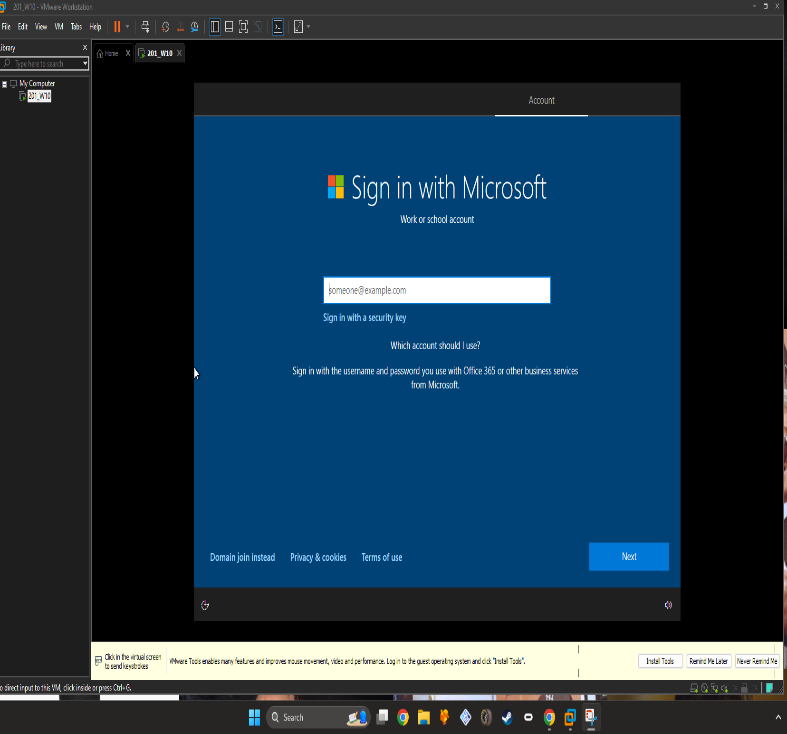 201_W10 - VMware Workstation
File Edit View VM Tabs Help
Library
Type here to search
My Computer
201_W10
Home
201_W10
Account
Sign in with Microsoft
Work or school account
someone@example.com
Sign in with a security key
Which account should I use?
Sign in with the username and password you use with Office 365 or other business services
from Microsoft.
Domain join instead Privacy & cookies Terms of use
Next
Click in the virtual screen
to send keystrokes
VMware Tools enables many features and improves mouse movement, video and performance. Log in to the guest operating system and click "Install Tools".
Install Tools Remind Me Later Never Remind Me
o direct input to this VM, click inside or press Ctrl+G.
Search